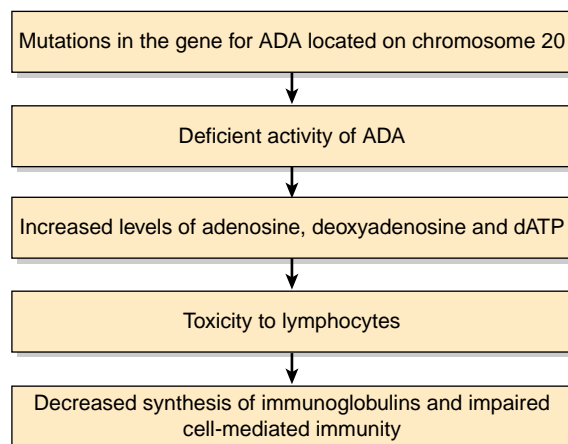 Mutations in the gene for ADA located on chromosome 20
Deficient activity of ADA
Increased levels of adenosine, deoxyadenosine and dATP
Toxicity to lymphocytes
Decreased synthesis of immunoglobulins and impaired
cell-mediated immunity